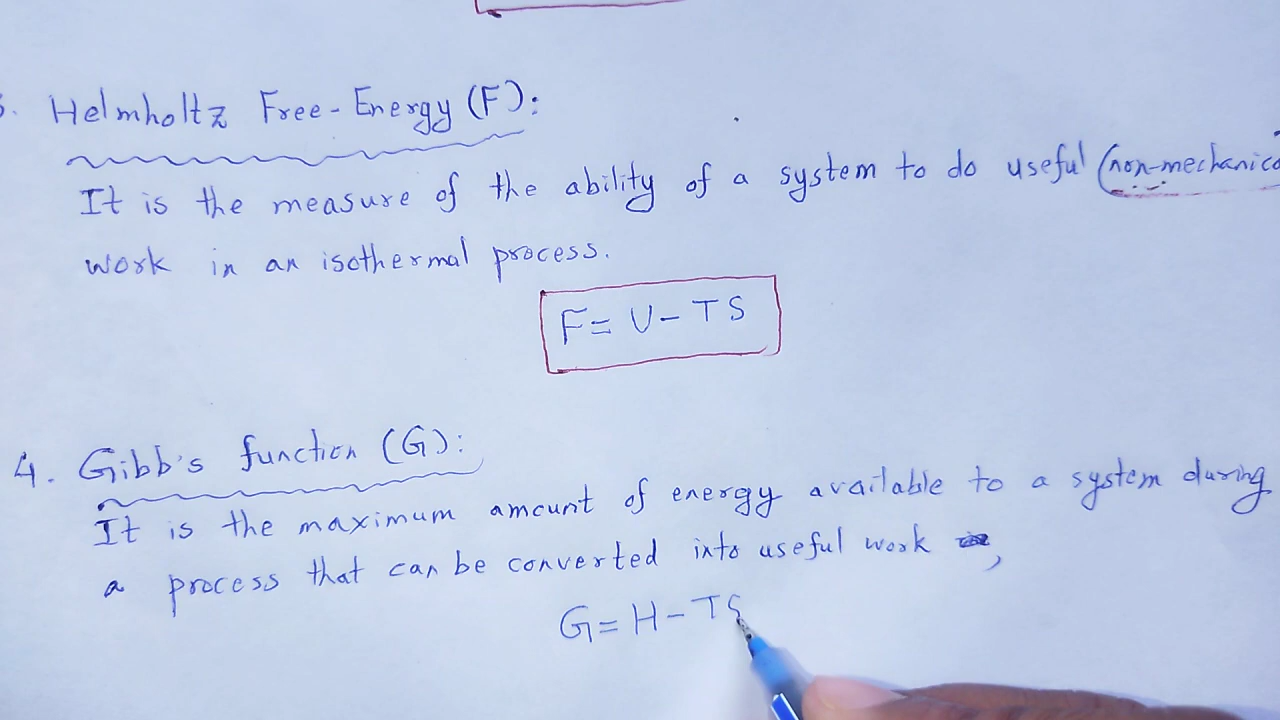 3. Helmholtz Free-Energy (F):
It is the measure of the ability of a system to do useful (non-mechanica
work in an isothermal process.
F = U - TS
4. Gibb's function (G):
It is the maximum amount of energy available to a system during
a process that can be converted into useful work ,
G = H - TS